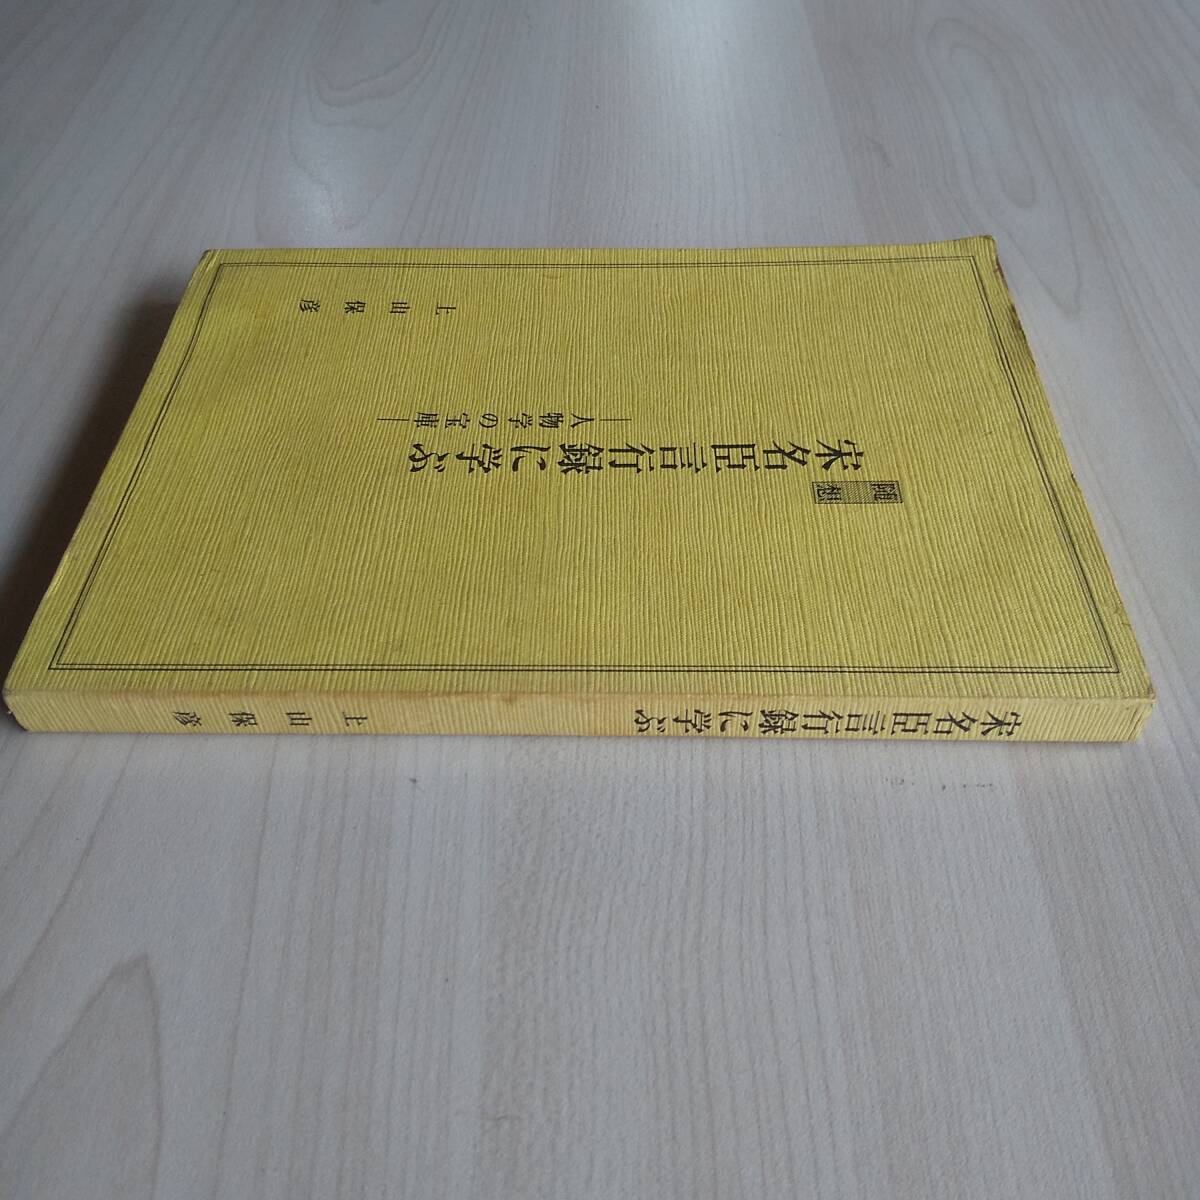 随想
宋名臣言行録に学ぶ
―人物学の宝庫―
上山保彦
宋名臣言行録に学ぶ
上山保彦